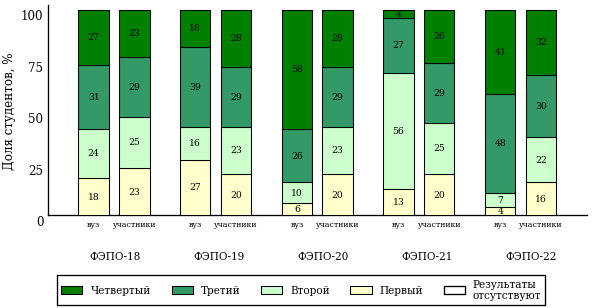 Доля студентов, %
100
75
50
25
0
27 23 18 28 58 28 4 26 41 32
31 29 39 29 26 29 27 29 48 30
24 25 16 23 10 23 56 25 7 22
18 23 27 20 6 20 13 20 4 16
вуз участники вуз участники вуз участники вуз участники вуз участники
ФЭПО-18 ФЭПО-19 ФЭПО-20 ФЭПО-21 ФЭПО-22
Четвертый Третий Второй Первый Результаты
отсутствуют